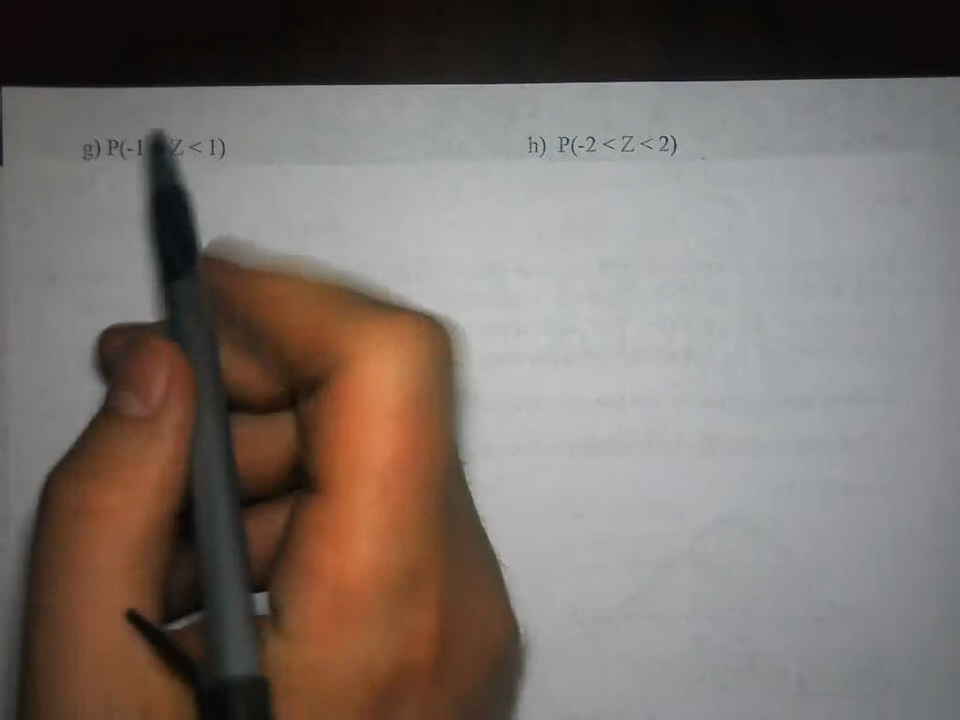 g) P(-1 Z < 1)
h) P(-2 < Z < 2)